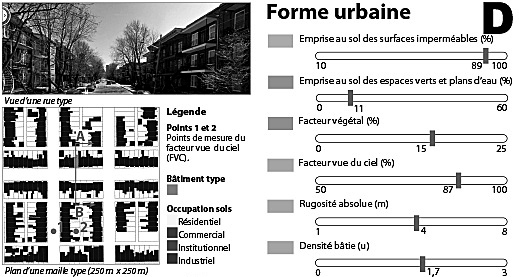 Forme urbaine
D
Emprise au sol des surfaces imperméables (%)
10 89 100
Emprise au sol des espaces verts et plans d'eau (%)
0 11 60
Facteur végétal (%)
0 15 25
Facteur vue du ciel (%)
50 87 100
Rugosité absolue (m)
1 4 8
Densité bâtie (u)
0 1,7 3
Vue d'une rue type
A
B
2
Plan d'une maille type (250 m x 250 m)
Légende
Points 1 et 2
Points de mesure du
facteur vue du ciel
(FVC).
Bâtiment type
Occupation sols
Résidentiel
Commercial
Institutionnel
Industriel